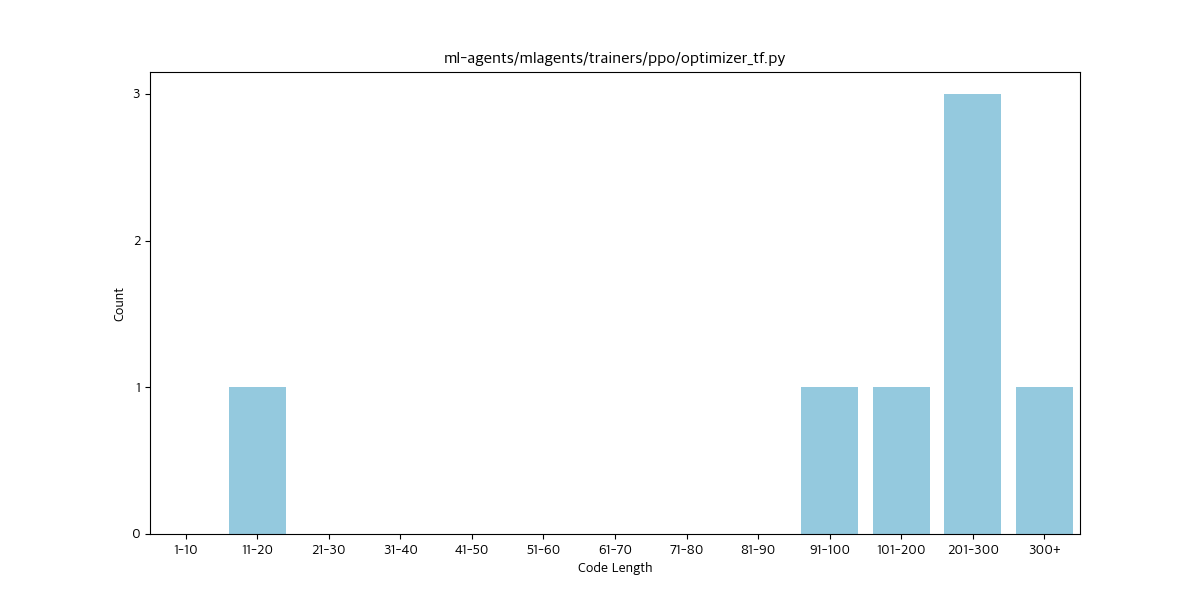 ml-agents/mlagents/trainers/ppo/optimizer_tf.py
Count
3
2
1
0
1-10 11-20 21-30 31-40 41-50 51-60 61-70 71-80 81-90 91-100 101-200 201-300 300+
Code Length